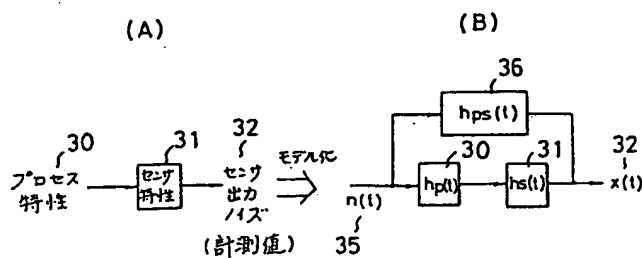 (A)
(B)
36
hps(t)
30
31
32
プロセス
特性
センサ
特性
センサ
出力
ノイズ
(計測値)
モデル化
30
31
32
n(t)
hp(t)
hs(t)
x(t)
35